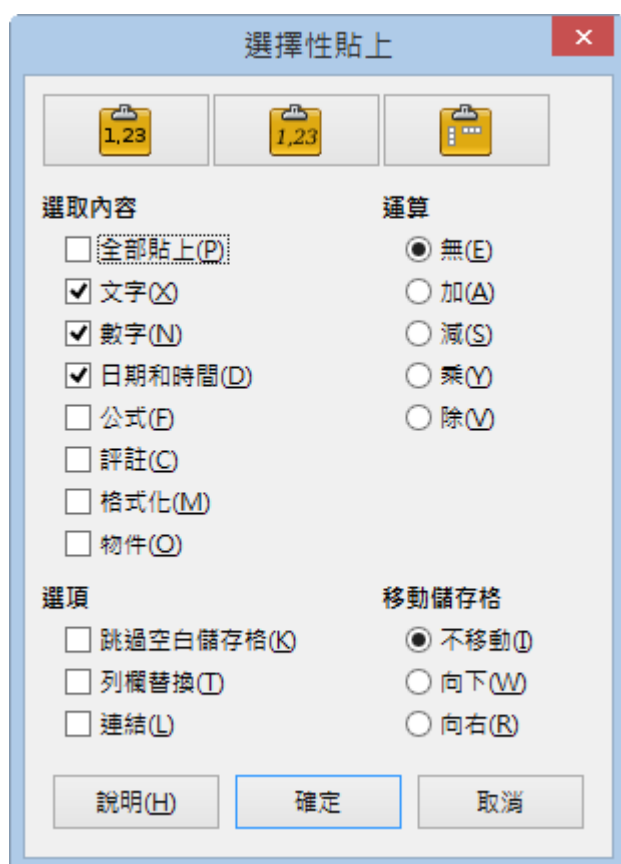 選擇性貼上
1,23 1,23
選取內容 運算
全部貼上(P) 無(E)
文字(X) 加(A)
數字(N) 減(S)
日期和時間(D) 乘(Y)
公式(F) 除(V)
評註(C)
格式化(M)
物件(O)
選項 移動儲存格
跳過空白儲存格(K) 不移動(I)
列欄替換(T) 向下(W)
連結(L) 向右(R)
說明(H) 確定 取消